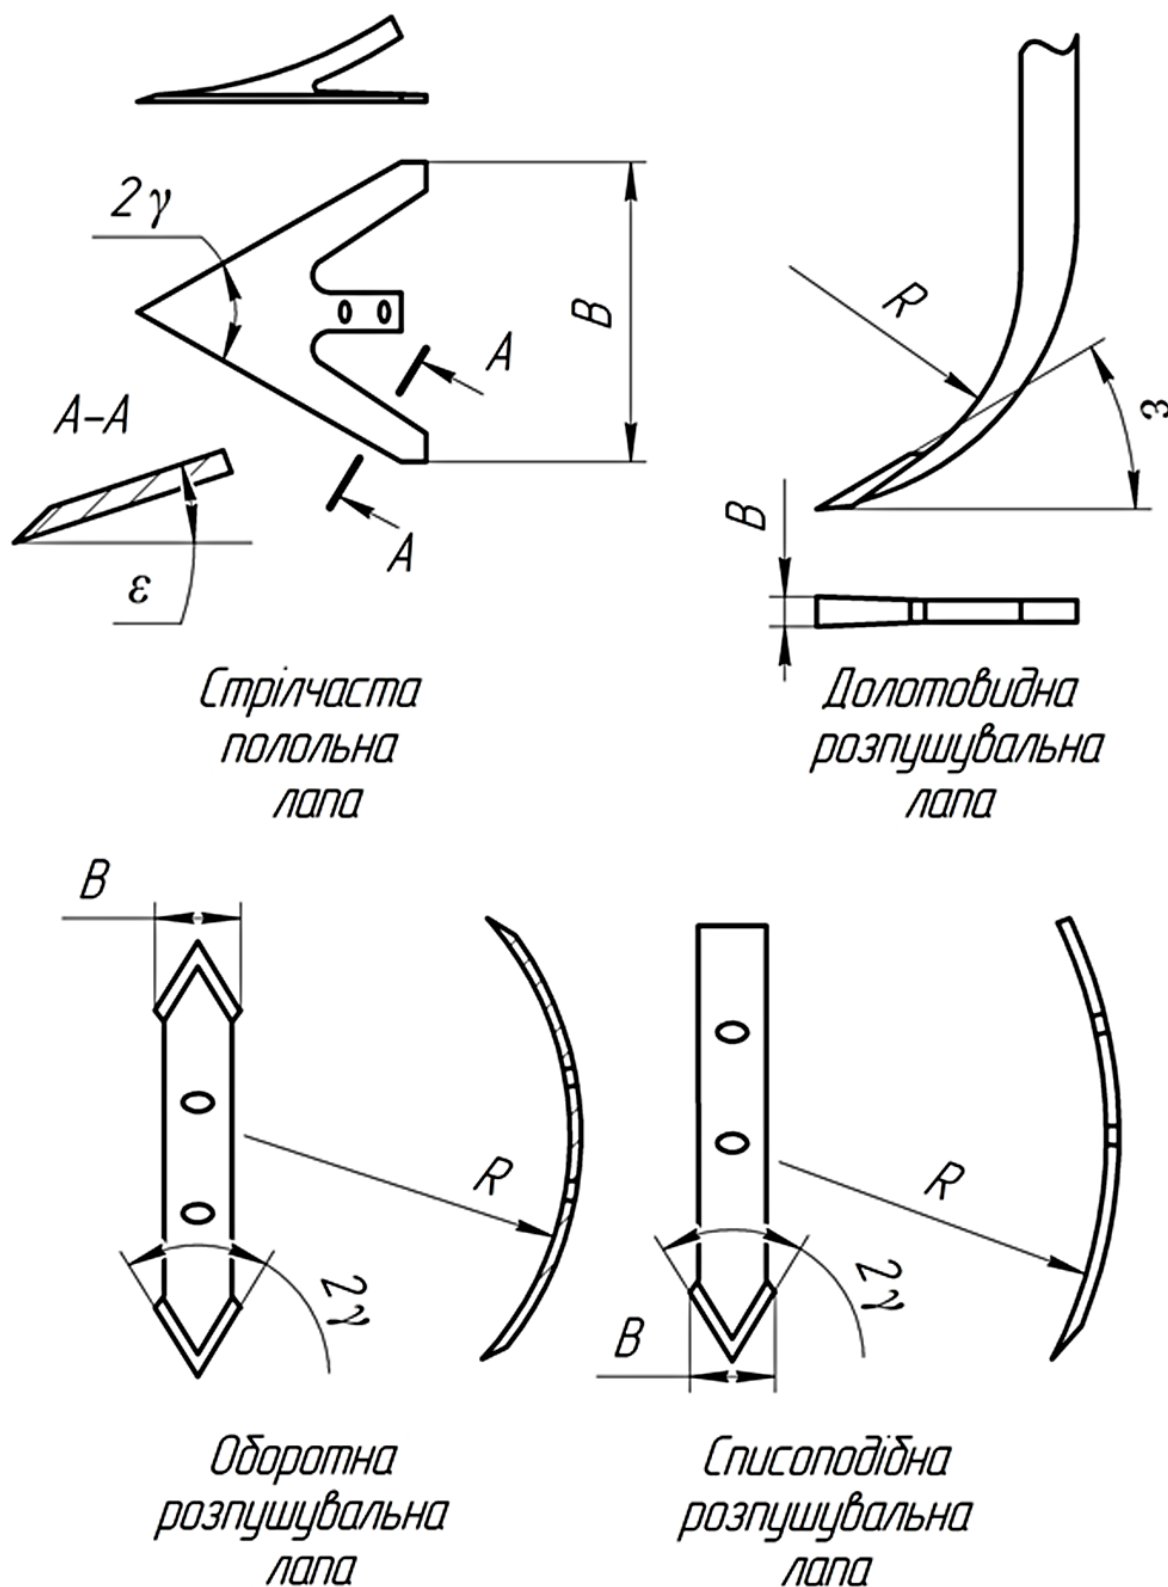 2γ
B
A
A-A
A
ε
Стрілчаста
полольна
лапа
R
ε
B
Долотовидна
розпушувальна
лапа
B
R
2γ
Оборотна
розпушувальна
лапа
R
2γ
B
Списоподібна
розпушувальна
лапа